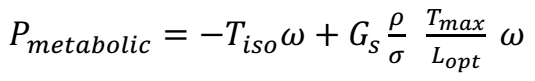 P_metabolic = −T_iso ω + G_s ρ/σ T_max/L_opt ω